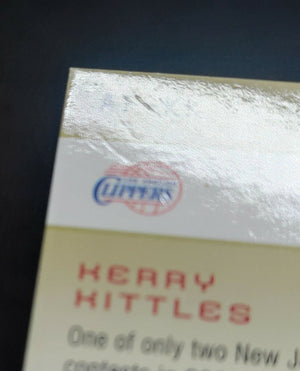 CLIPPERS
KERRY
KITTLES
One of only two New J